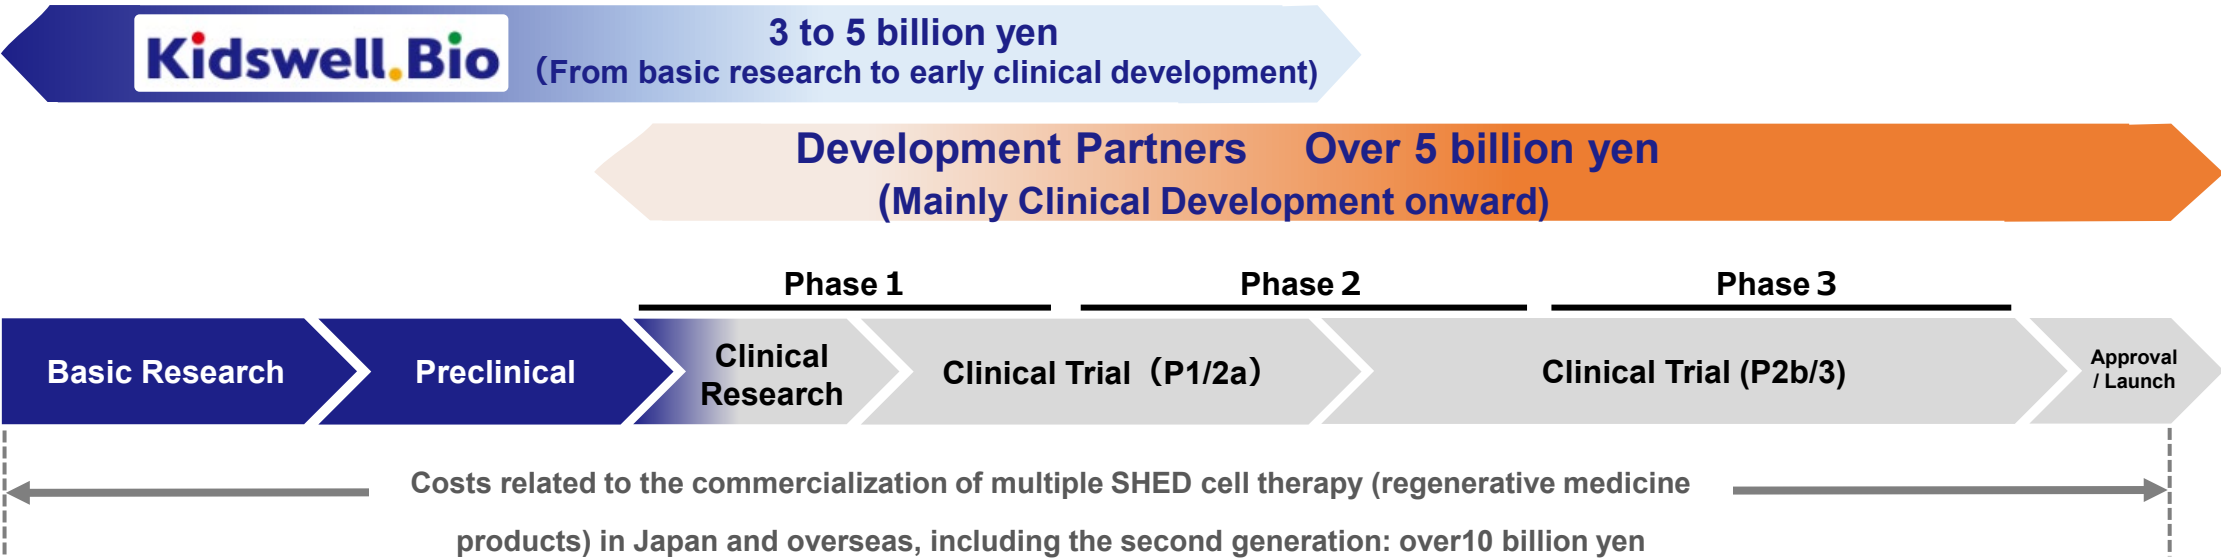 Kidswell.Bio
3 to 5 billion yen
（From basic research to early clinical development)
Development Partners Over 5 billion yen
(Mainly Clinical Development onward)
Phase 1
Phase 2
Phase 3
Basic Research
Preclinical
Clinical
Research
Clinical Trial（P1/2a）
Clinical Trial (P2b/3)
Approval
/ Launch
Costs related to the commercialization of multiple SHED cell therapy (regenerative medicine
products) in Japan and overseas, including the second generation: over10 billion yen